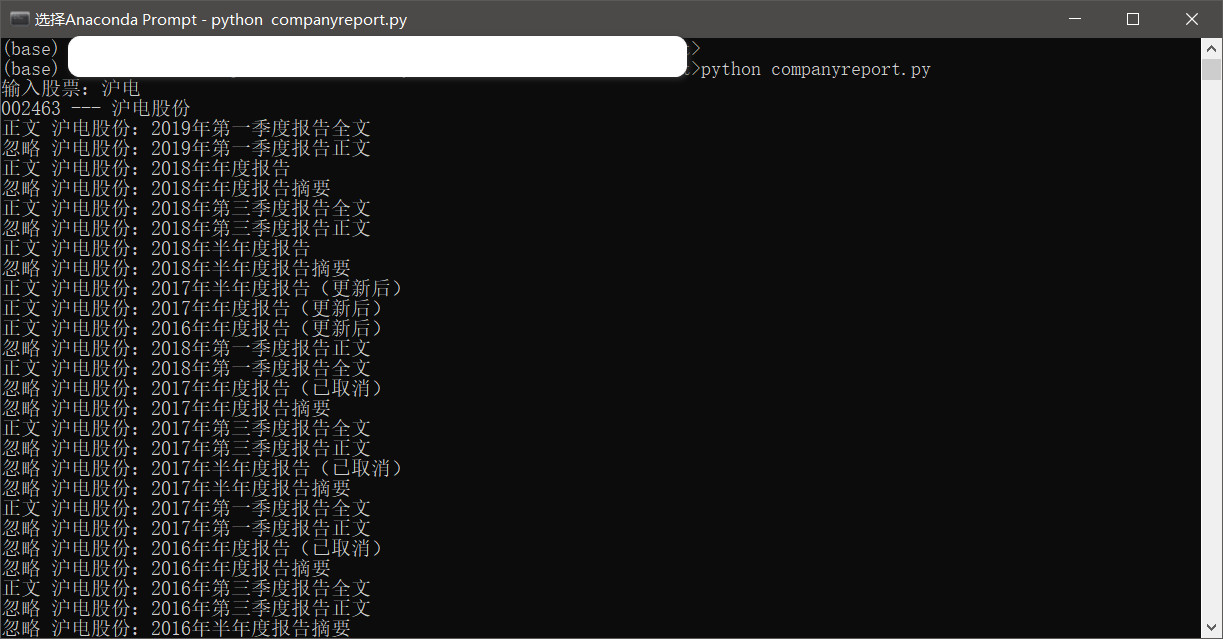 选择Anaconda Prompt - python  companyreport.py
(base) >
(base) >python companyreport.py
输入股票：沪电
002463 --- 沪电股份
正文 沪电股份：2019年第一季度报告全文
忽略 沪电股份：2019年第一季度报告正文
正文 沪电股份：2018年年度报告
忽略 沪电股份：2018年年度报告摘要
正文 沪电股份：2018年第三季度报告全文
忽略 沪电股份：2018年第三季度报告正文
正文 沪电股份：2018年半年度报告
忽略 沪电股份：2018年半年度报告摘要
正文 沪电股份：2017年半年度报告（更新后）
正文 沪电股份：2017年年度报告（更新后）
正文 沪电股份：2016年年度报告（更新后）
忽略 沪电股份：2018年第一季度报告正文
正文 沪电股份：2018年第一季度报告全文
忽略 沪电股份：2017年年度报告（已取消）
忽略 沪电股份：2017年年度报告摘要
正文 沪电股份：2017年第三季度报告全文
忽略 沪电股份：2017年第三季度报告正文
忽略 沪电股份：2017年半年度报告（已取消）
忽略 沪电股份：2017年半年度报告摘要
正文 沪电股份：2017年第一季度报告全文
忽略 沪电股份：2017年第一季度报告正文
忽略 沪电股份：2016年年度报告（已取消）
忽略 沪电股份：2016年年度报告摘要
正文 沪电股份：2016年第三季度报告全文
忽略 沪电股份：2016年第三季度报告正文
忽略 沪电股份：2016年半年度报告摘要